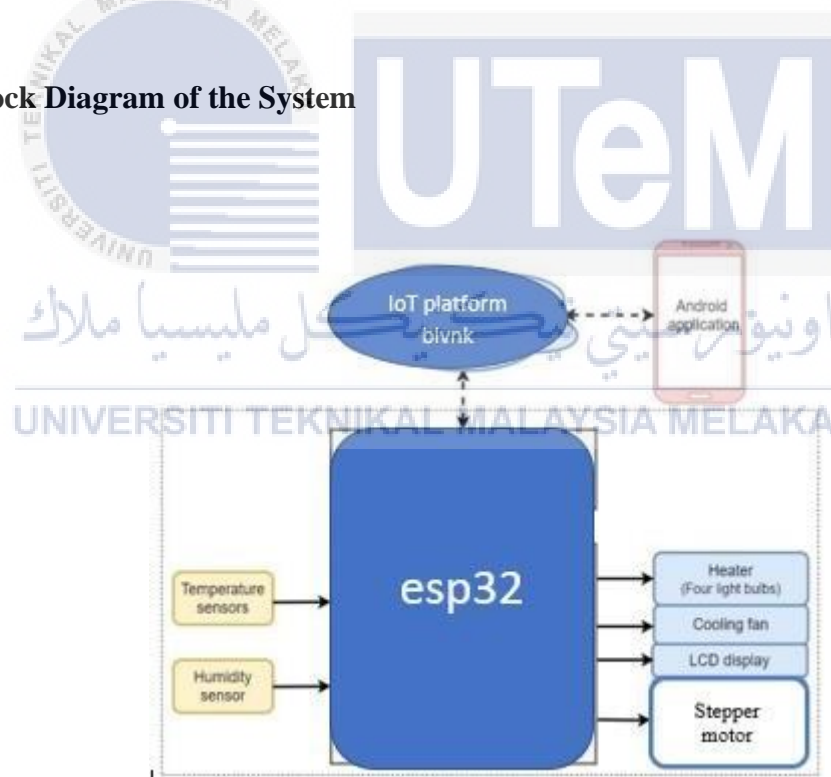 ock Diagram of the System
UTeM
UNIVERSITI TEKNIKAL MALAYSIA MELAKA
IoT platform
blvnk
Android
application
esp32
Temperature
sensors
Humidity
sensor
Heater
(Four light bulbs)
Cooling fan
LCD display
Stepper
motor